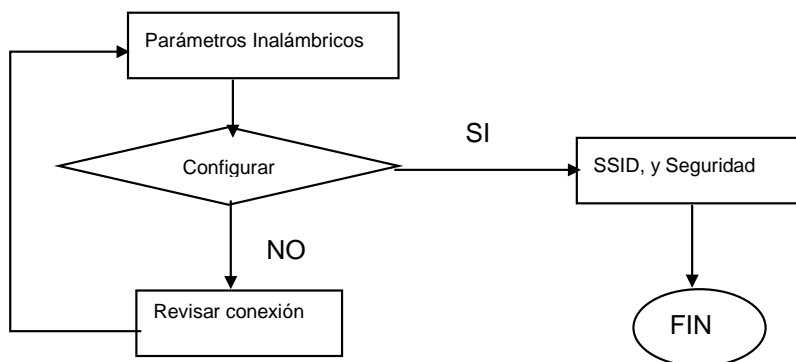 Parámetros Inalámbricos
SI
Configurar
SSID, y Seguridad
NO
Revisar conexión
FIN